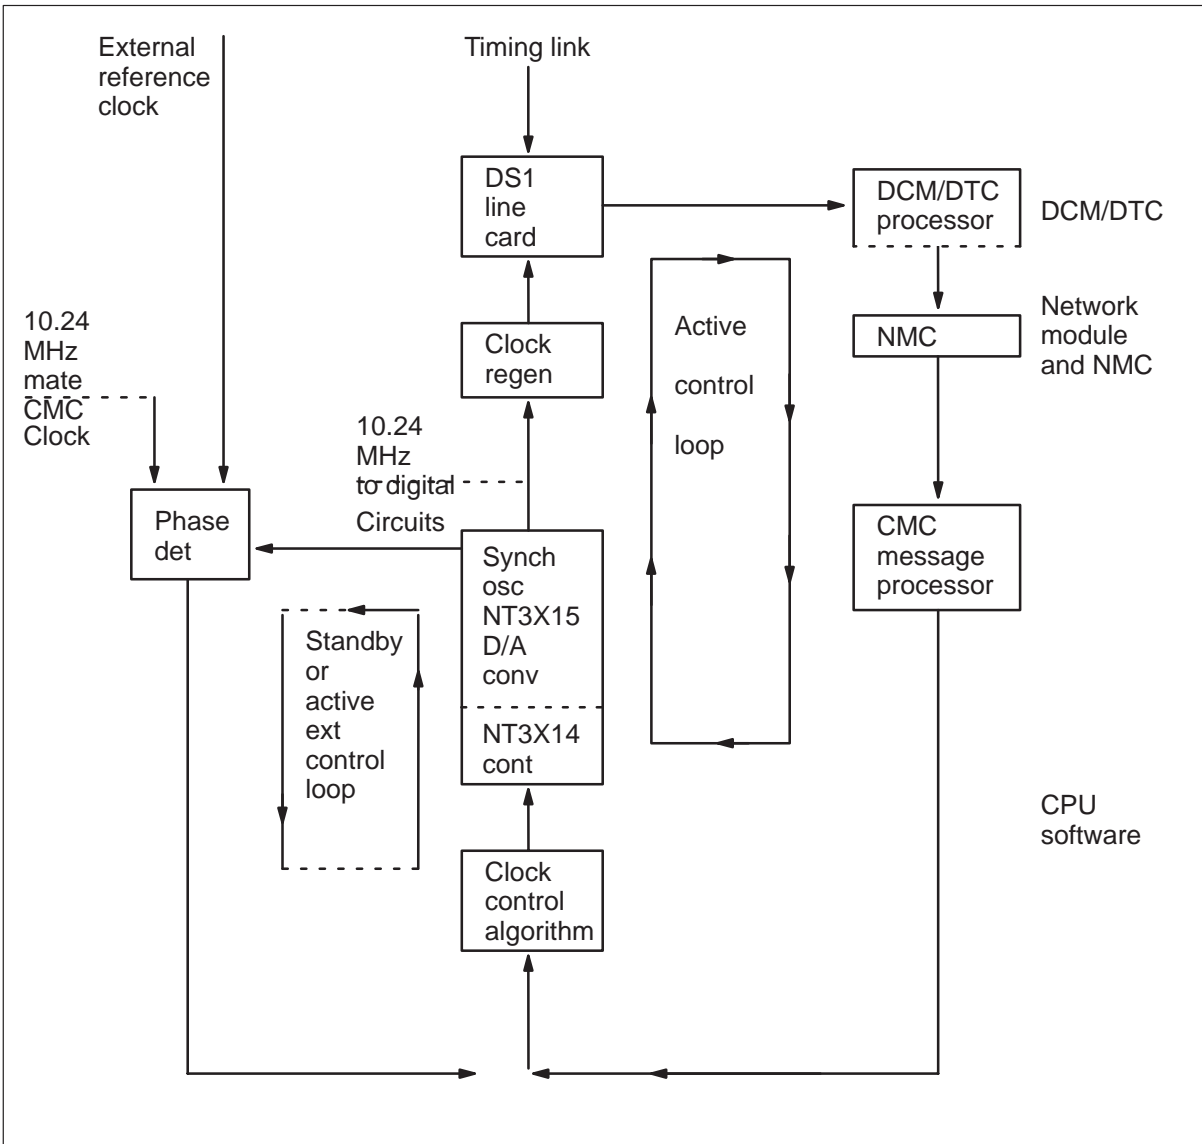 External
reference
clock
Timing link
DS1
line
card
DCM/DTC
processor
DCM/DTC
10.24
MHz
mate
CMC
Clock
Clock
regen
Active
control
loop
NMC
Network
module
and NMC
10.24
MHz
to digital
Circuits
Phase
det
Synch
osc
NT3X15
D/A
conv
NT3X14
cont
CMC
message
processor
Standby
or
active
ext
control
loop
CPU
software
Clock
control
algorithm